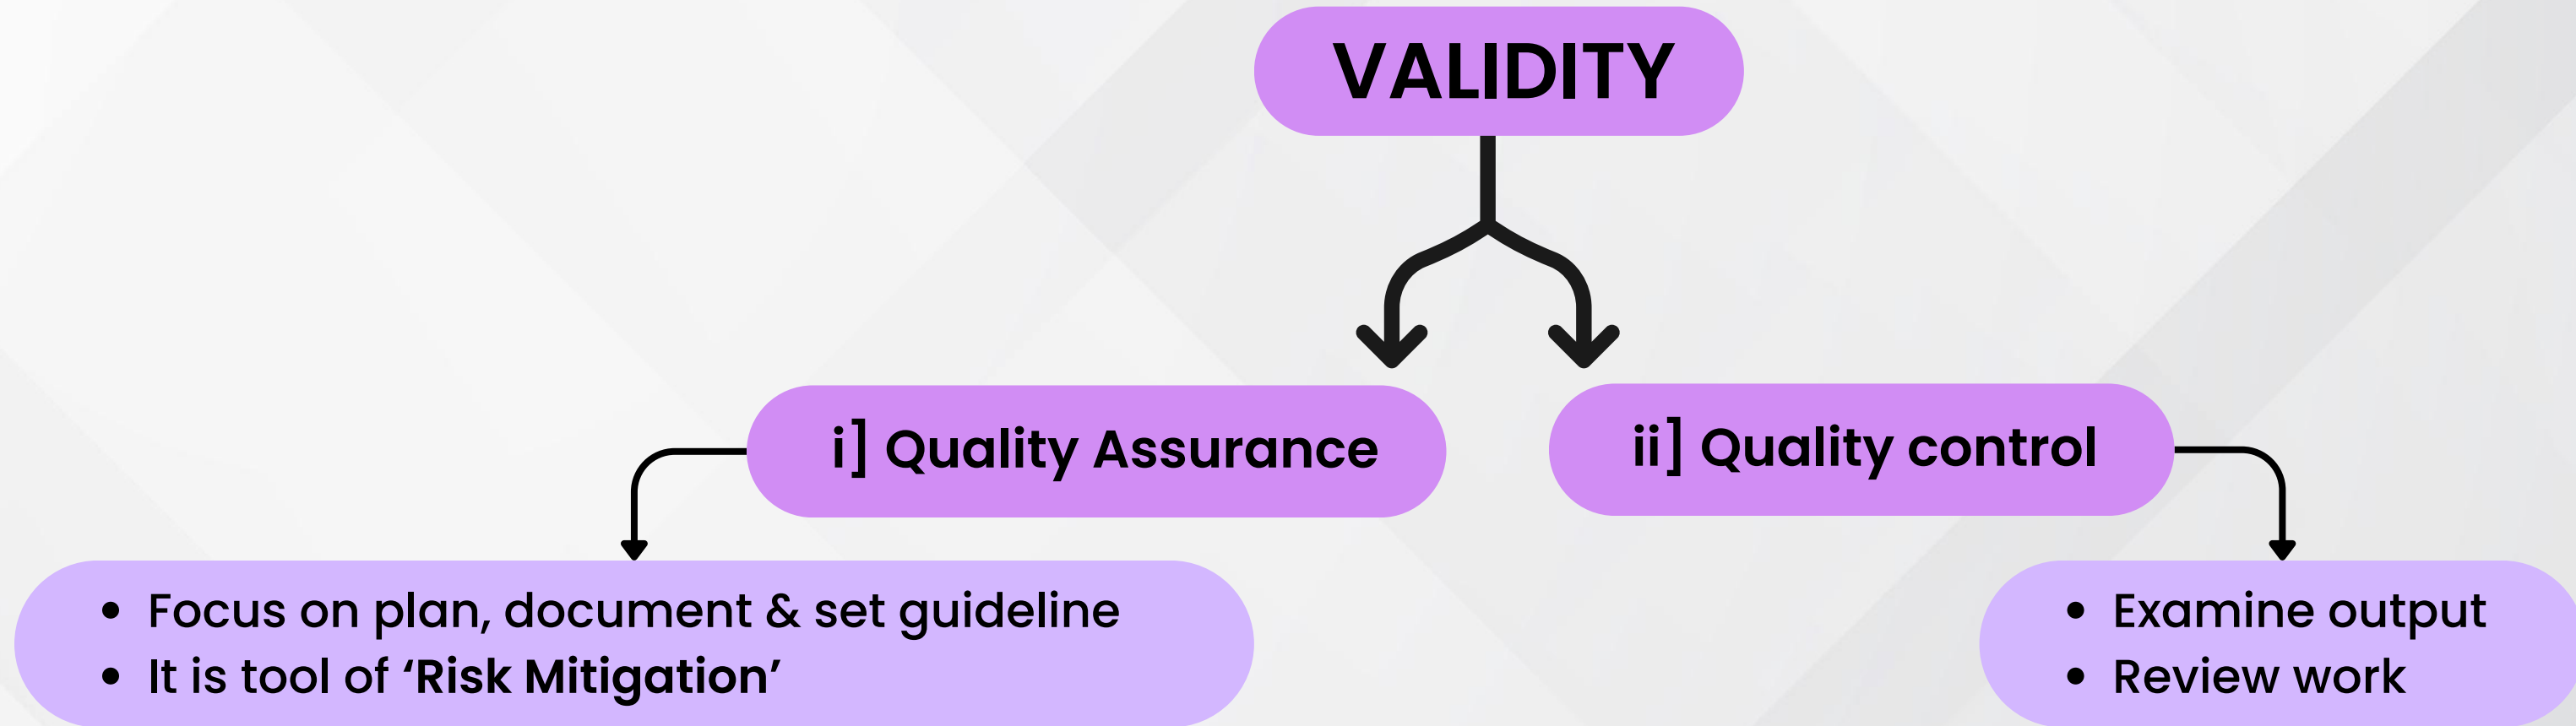 VALIDITY
i] Quality Assurance
ii] Quality control
• Focus on plan, document & set guideline
• It is tool of ‘Risk Mitigation’
• Examine output
• Review work